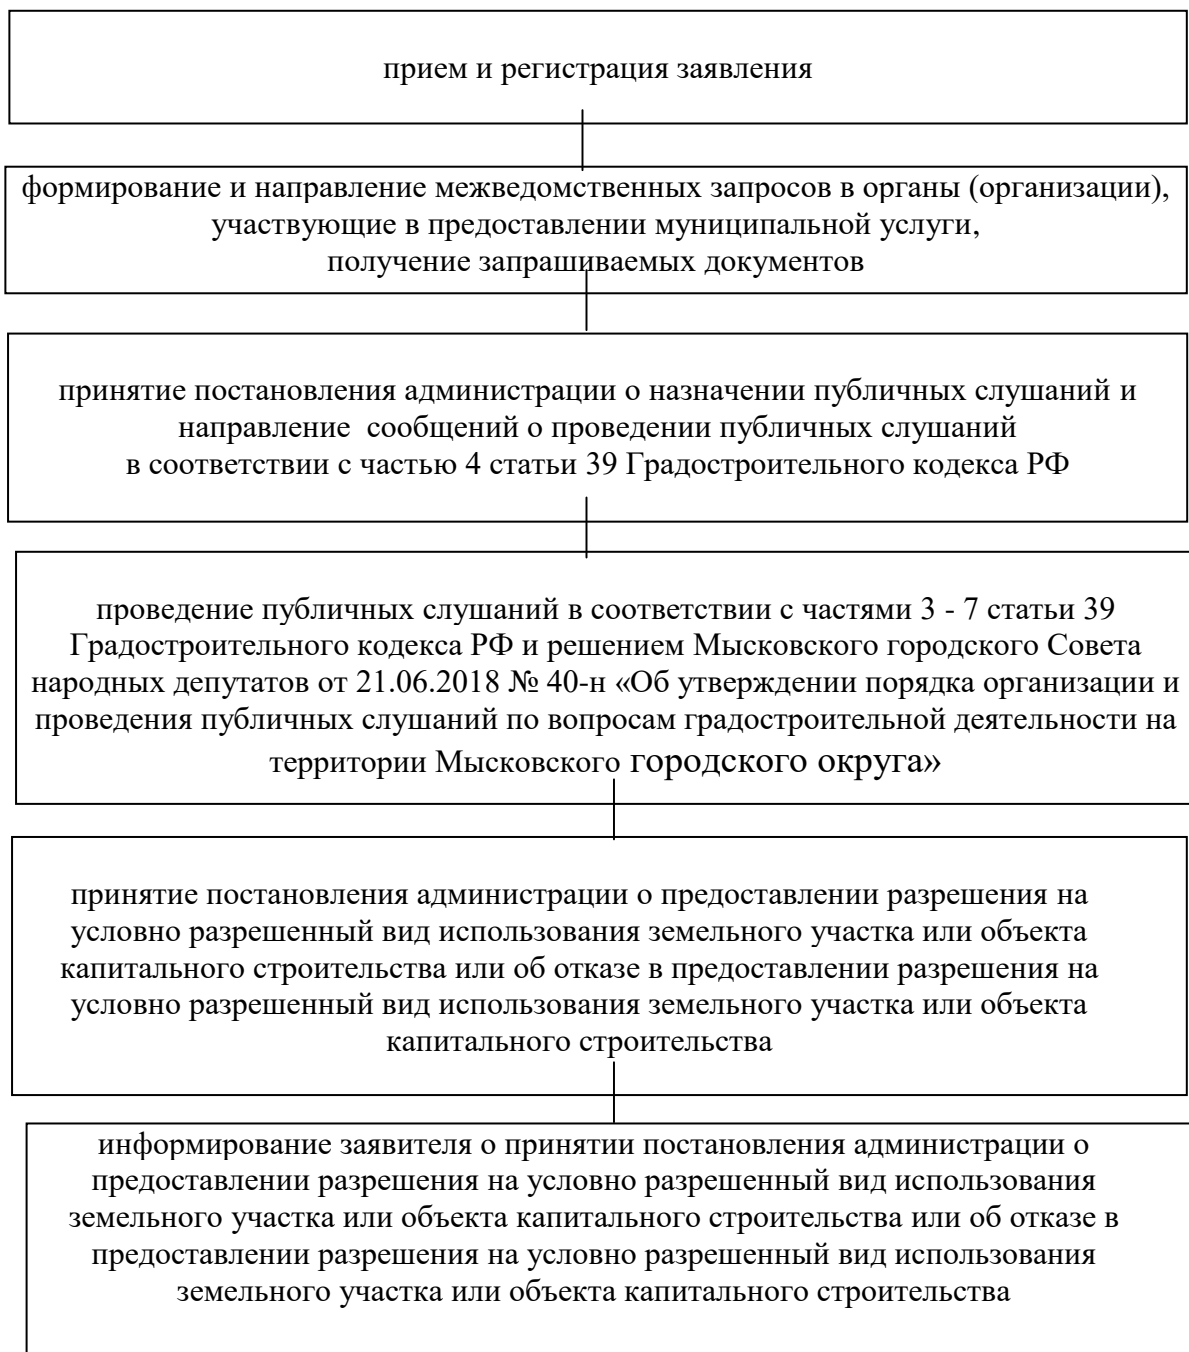 прием и регистрация заявления
формирование и направление межведомственных запросов в органы (организации),
участвующие в предоставлении муниципальной услуги,
получение запрашиваемых документов
принятие постановления администрации о назначении публичных слушаний и
направление сообщений о проведении публичных слушаний
в соответствии с частью 4 статьи 39 Градостроительного кодекса РФ
проведение публичных слушаний в соответствии с частями 3 - 7 статьи 39
Градостроительного кодекса РФ и решением Мысковского городского Совета
народных депутатов от 21.06.2018 № 40-н «Об утверждении порядка организации и
проведения публичных слушаний по вопросам градостроительной деятельности на
территории Мысковского городского округа»
принятие постановления администрации о предоставлении разрешения на
условно разрешенный вид использования земельного участка или объекта
капитального строительства или об отказе в предоставлении разрешения на
условно разрешенный вид использования земельного участка или объекта
капитального строительства
информирование заявителя о принятии постановления администрации о
предоставлении разрешения на условно разрешенный вид использования
земельного участка или объекта капитального строительства или об отказе в
предоставлении разрешения на условно разрешенный вид использования
земельного участка или объекта капитального строительства